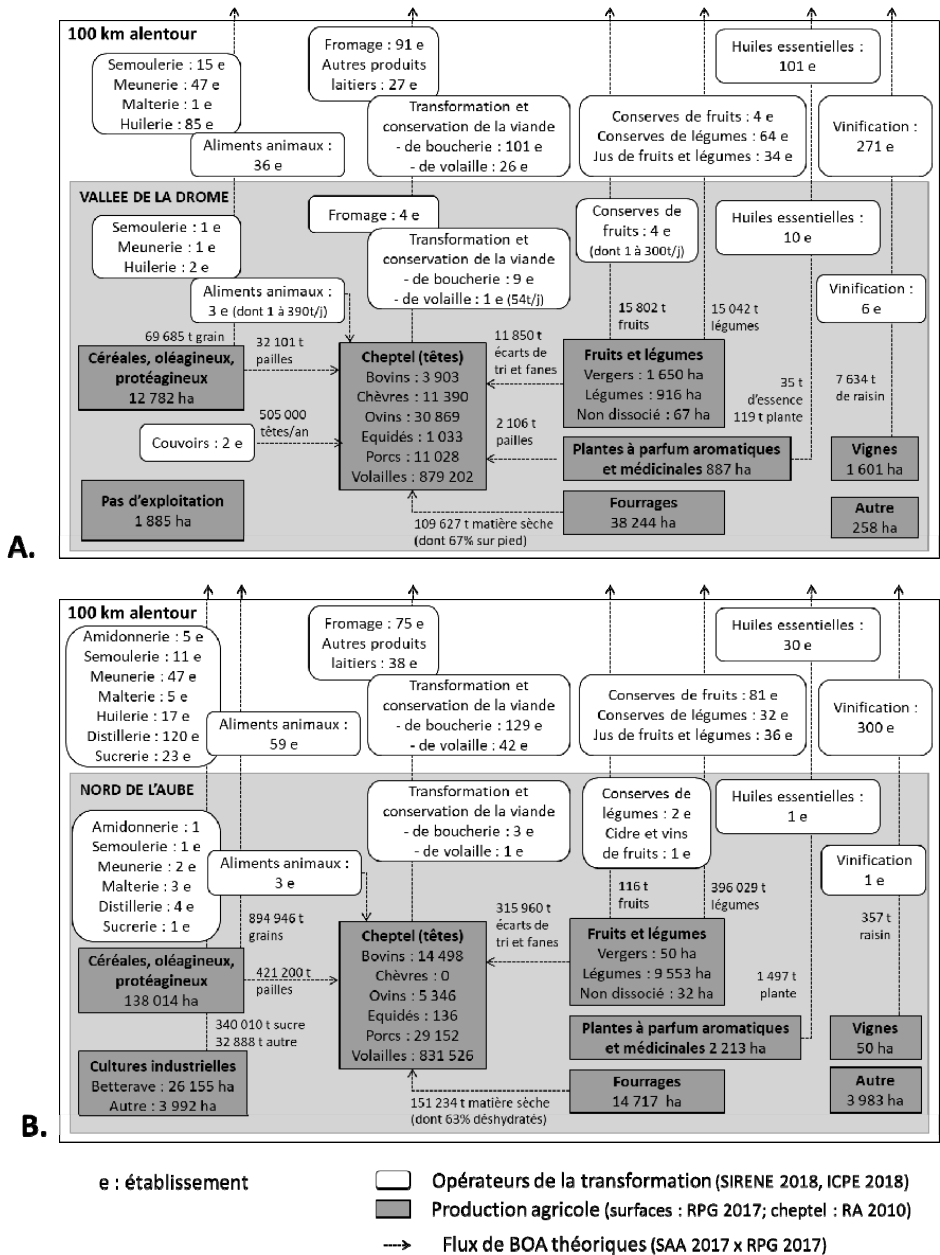 100 km alentour
Semoulerie : 15 e
Meunerie : 47 e
Malterie : 1 e
Huilerie : 85 e
Aliments animaux :
36 e
Fromage : 91 e
Autres produits
laitiers : 27 e
Transformation et
conservation de la viande
- de boucherie : 101 e
- de volaille : 26 e
Conserves de fruits : 4 e
Conserves de légumes : 64 e
Jus de fruits et légumes : 34 e
Huiles essentielles :
101 e
Vinification :
271 e
VALLEE DE LA DROME
Semoulerie : 1 e
Meunerie : 1 e
Huilerie : 2 e
Aliments animaux :
3 e (dont 1 à 390t/j)
Fromage : 4 e
Transformation et
conservation de la viande
- de boucherie : 9 e
- de volaille : 1 e (54t/j)
Conserves de
fruits : 4 e
(dont 1 à 300t/j)
Huiles essentielles :
10 e
Vinification :
6 e
69 685 t grain
Céréales, oléagineux,
protéagineux
12 782 ha
32 101 t
pailles
Couvoirs : 2 e
505 000
têtes/an
Pas d'exploitation
1 885 ha
Cheptel (têtes)
Bovins : 3 903
Chèvres : 11 390
Ovins : 30 869
Equidés : 1 033
Porcs : 11 028
Volailles : 879 202
11 850 t
écarts de
tri et fanes
2 106 t
pailles
109 627 t matière sèche
(dont 67% sur pied)
15 802 t
fruits
15 042 t
légumes
Fruits et légumes
Vergers : 1 650 ha
Légumes : 916 ha
Non dissocié : 67 ha
35 t
d'essence
119 t plante
Plantes à parfum aromatiques
et médicinales 887 ha
Fourrages
38 244 ha
7 634 t
de raisin
Vignes
1 601 ha
Autre
258 ha
A.
100 km alentour
Amidonnerie : 5 e
Semoulerie : 11 e
Meunerie : 47 e
Malterie : 5 e
Huilerie : 17 e
Distillerie : 120 e
Sucrerie : 23 e
Aliments animaux :
59 e
Fromage : 75 e
Autres produits
laitiers : 38 e
Transformation et
conservation de la viande
- de boucherie : 129 e
- de volaille : 42 e
Conserves de fruits : 81 e
Conserves de légumes : 32 e
Jus de fruits et légumes : 36 e
Huiles essentielles :
30 e
Vinification :
300 e
NORD DE L'AUBE
Amidonnerie : 1
Semoulerie : 1 e
Meunerie : 2 e
Malterie : 3 e
Distillerie : 4 e
Sucrerie : 1 e
Aliments animaux :
3 e
Transformation et
conservation de la viande
- de boucherie : 3 e
- de volaille : 1 e
Conserves de
légumes : 2 e
Cidre et vins
de fruits : 1 e
Huiles essentielles :
1 e
Vinification
1 e
894 946 t
grains
Céréales, oléagineux,
protéagineux
138 014 ha
421 200 t
pailles
340 010 t sucre
32 888 t autre
Cultures industrielles
Betterave : 26 155 ha
Autre : 3 992 ha
Cheptel (têtes)
Bovins : 14 498
Chèvres : 0
Ovins : 5 346
Equidés : 136
Porcs : 29 152
Volailles : 831 526
315 960 t
écarts de
tri et fanes
151 234 t matière sèche
(dont 63% déshydratés)
116 t
fruits
396 029 t
légumes
Fruits et légumes
Vergers : 50 ha
Légumes : 9 553 ha
Non dissocié : 32 ha
1 497 t
plante
Plantes à parfum aromatiques
et médicinales 2 213 ha
Fourrages
14 717 ha
357 t
raisin
Vignes
50 ha
Autre
3 983 ha
B.
e : établissement
Opérateurs de la transformation (SIRENE 2018, ICPE 2018)
Production agricole (surfaces : RPG 2017; cheptel : RA 2010)
Flux de BOA théoriques (SAA 2017 x RPG 2017)